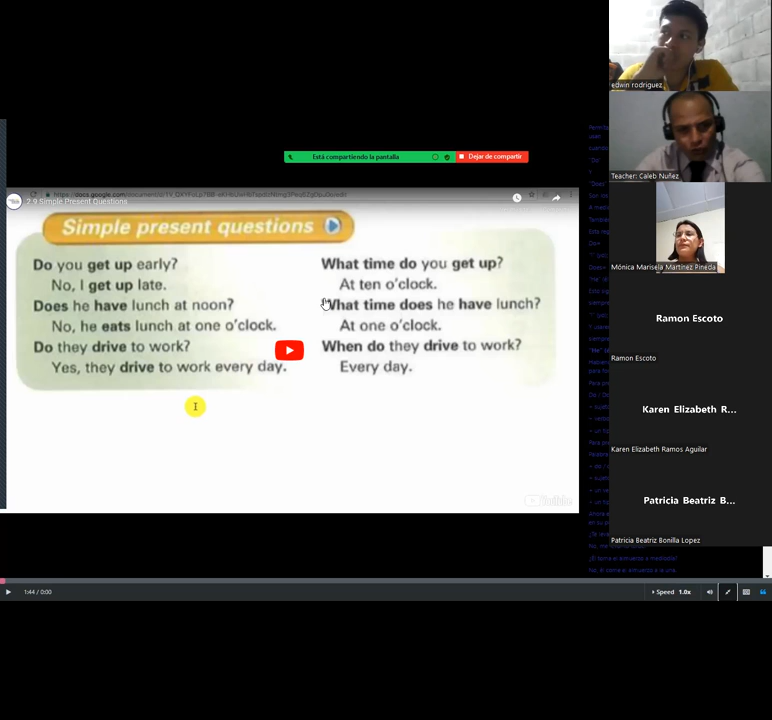 edwin rodriguez
Está compartiendo la pantalla
Dejar de compartir
Teacher: Caleb Nuñez
2.9 Simple Present Questions
Simple present questions
Do you get up early?
No, I get up late.
Does he have lunch at noon?
No, he eats lunch at one o'clock.
Do they drive to work?
Yes, they drive to work every day.
What time do you get up?
At ten o'clock.
What time does he have lunch?
At one o'clock.
When do they drive to work?
Every day.
YouTube
Mónica Marisela Martínez Pineda
Ramon Escoto
Ramon Escoto
Karen Elizabeth R...
Karen Elizabeth Ramos Aguilar
Patricia Beatriz B...
Patricia Beatriz Bonilla Lopez
1:44 / 0:00
Speed 1.0x